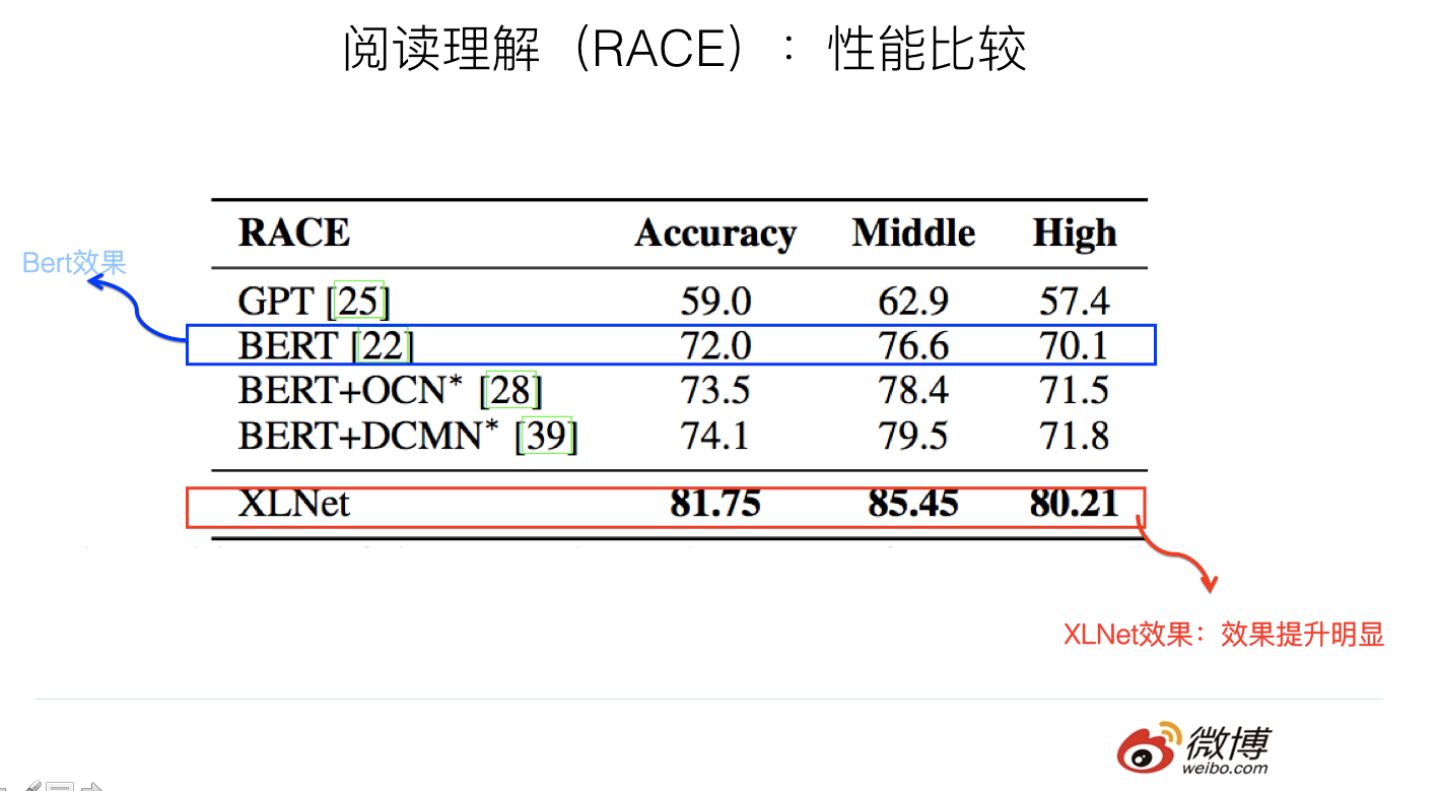 阅读理解（RACE）：性能比较
RACE Accuracy Middle High
Bert效果
GPT [25] 59.0 62.9 57.4
BERT [22] 72.0 76.6 70.1
BERT+OCN* [28] 73.5 78.4 71.5
BERT+DCMN* [39] 74.1 79.5 71.8
XLNet 81.75 85.45 80.21
XLNet效果：效果提升明显
微博
weibo.com